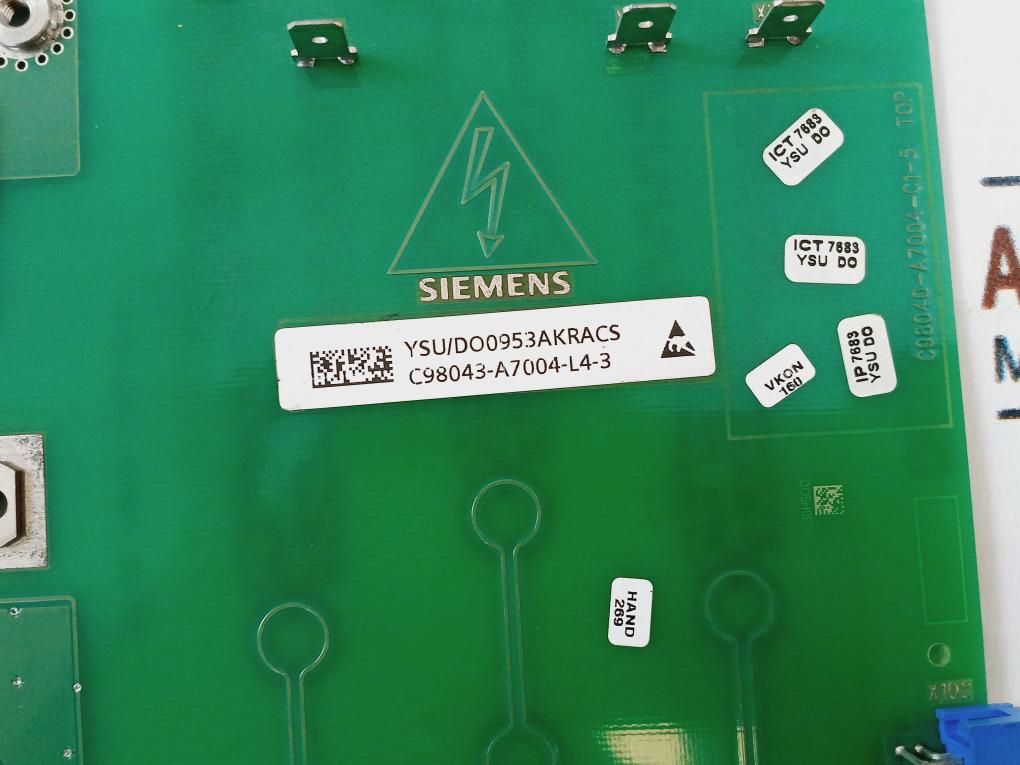 ICT 7683
YSU DO
C98040-A7004-C1-5 TOP
ICT 7683
YSU DO
SIEMENS
YSU/DO0953AKRACS
C98043-A7004-L4-3
IP 7683
YSU DO
VKON
160
HAND
269
A
M